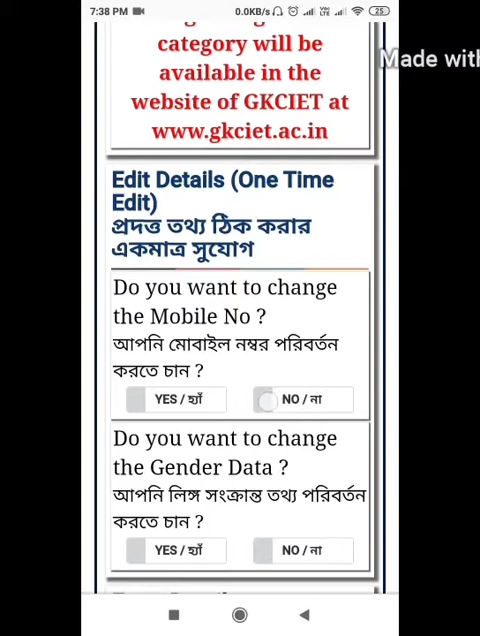 7:38 PM
0.0KB/s
25
category will be
available in the
website of GKCIET at
www.gkciet.ac.in
Made with
Edit Details (One Time
Edit)
প্রদত্ত তথ্য ঠিক করার
একমাত্র সুযোগ
Do you want to change
the Mobile No ?
আপনি মোবাইল নম্বর পরিবর্তন
করতে চান ?
YES / হ্যাঁ
NO / না
Do you want to change
the Gender Data ?
আপনি লিঙ্গ সংক্রান্ত তথ্য পরিবর্তন
করতে চান ?
YES / হ্যাঁ
NO / না